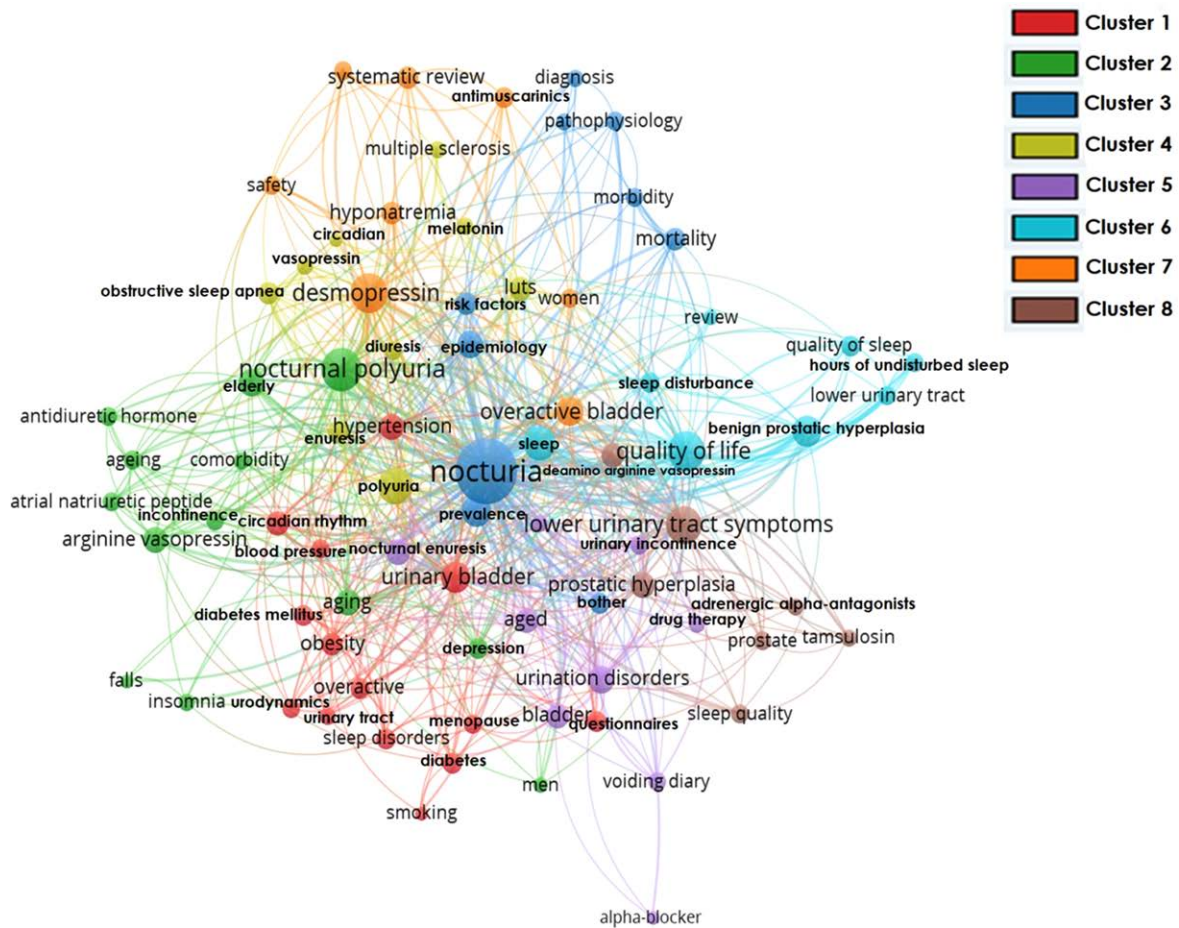 Cluster 1
Cluster 2
Cluster 3
Cluster 4
Cluster 5
Cluster 6
Cluster 7
Cluster 8
systematic review
diagnosis
antimuscarinics
pathophysiology
multiple sclerosis
safety
morbidity
hyponatremia
circadian
melatonin
mortality
vasopressin
obstructive sleep apnea
desmopressin
luts
risk factors
women
review
diuresis
epidemiology
quality of sleep
hours of undisturbed sleep
nocturnal polyuria
elderly
sleep disturbance
lower urinary tract
antidiuretic hormone
overactive bladder
hypertension
enuresis
sleep
benign prostatic hyperplasia
quality of life
ageing
comorbidity
nocturia
deamino arginine vasopressin
polyuria
atrial natriuretic peptide
incontinence
circadian rhythm
prevalence
lower urinary tract symptoms
arginine vasopressin
blood pressure
nocturnal enuresis
urinary incontinence
urinary bladder
prostatic hyperplasia
aging
bother
adrenergic alpha-antagonists
diabetes mellitus
aged
drug therapy
obesity
depression
prostate
tamsulosin
falls
overactive
urination disorders
insomnia
urodynamics
urinary tract
menopause
bladder
questionnaires
sleep quality
sleep disorders
diabetes
men
voiding diary
smoking
alpha-blocker